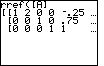 rref([A]
[[1 2 0 0 -.25 …
 [0 0 1 0 .75 …
 [0 0 0 1 1 …